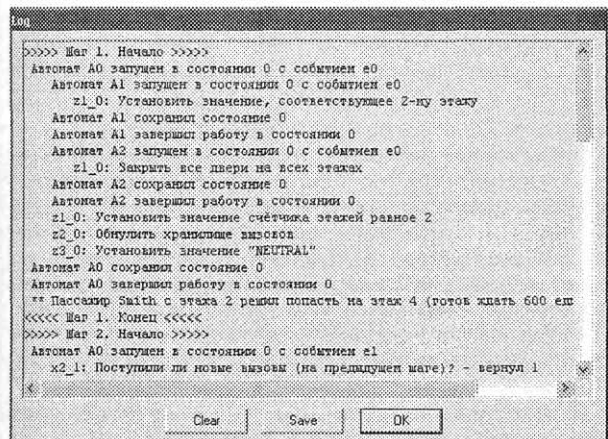 Log
>>>>> Шаг 1. Начало >>>>>
Автомат A0 запущен в состоянии 0 с событием e0
Автомат A1 запущен в состоянии 0 с событием e0
z1_0: Установить значение, соответствующее 2-му этажу
Автомат A1 сохранил состояние 0
Автомат A1 завершил работу в состоянии 0
Автомат A2 запущен в состоянии 0 с событием e0
z1_0: Закрыть все двери на всех этажах
Автомат A2 сохранил состояние 0
Автомат A2 завершил работу в состоянии 0
z1_0: Установить значение счётчика этажей равное 2
z2_0: Обнулить хранилище вызовов
z3_0: Установить значение "NEUTRAL"
Автомат A0 сохранил состояние 0
Автомат A0 завершил работу в состоянии 0
** Пассажир Smith с этажа 2 решил попасть на этаж 4 (готов ждать 600 ед
<<<<< Шаг 1. Конец <<<<<
>>>>> Шаг 2. Начало >>>>>
Автомат A0 запущен в состоянии 0 с событием e1
x2_1: Поступили ли новые вызовы (на предыдущем шаге)? - вернул 1
Clear Save OK